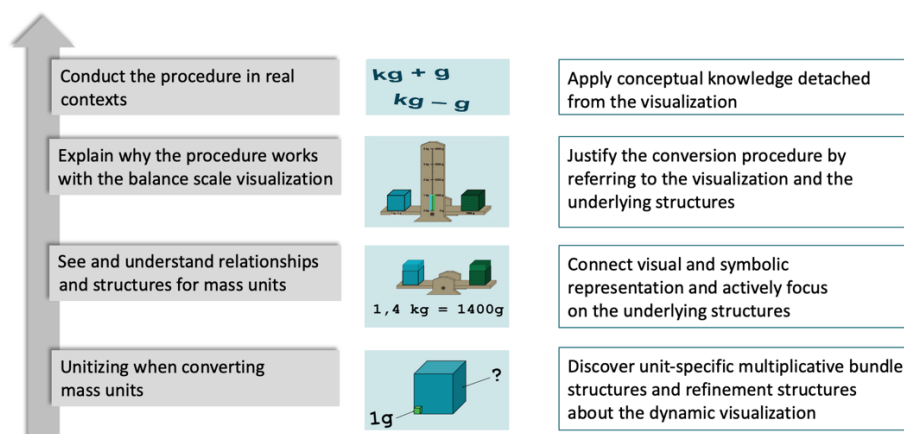 Conduct the procedure in real
contexts
kg + g
kg – g
Apply conceptual knowledge detached
from the visualization
Explain why the procedure works
with the balance scale visualization
Justify the conversion procedure by
referring to the visualization and the
underlying structures
See and understand relationships
and structures for mass units
1,4 kg = 1400g
Connect visual and symbolic
representation and actively focus
on the underlying structures
Unitizing when converting
mass units
?
1g
Discover unit-specific multiplicative bundle
structures and refinement structures
about the dynamic visualization